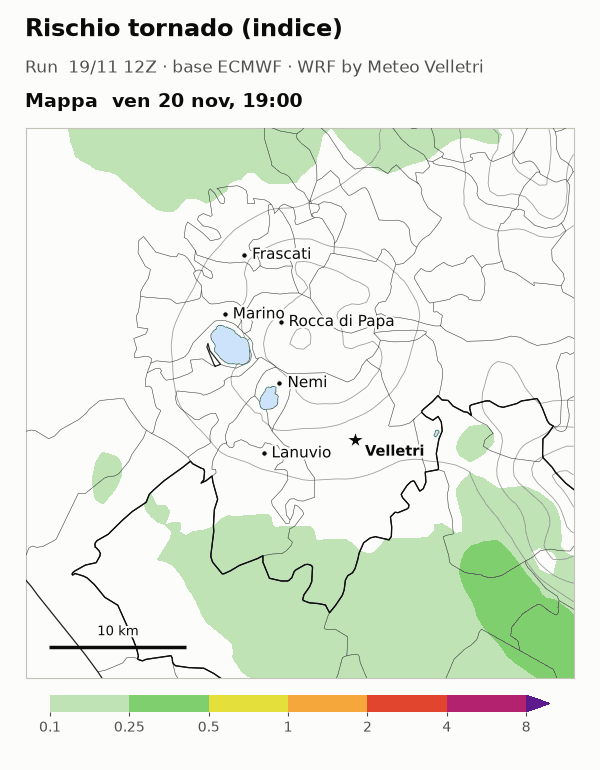 Rischio tornado (indice)
Run  19/11 12Z · base ECMWF · WRF by Meteo Velletri
Mappa  ven 20 nov, 19:00
Frascati
Marino
Rocca di Papa
Nemi
Velletri
Lanuvio
10 km
0.1 0.25 0.5 1 2 4 8